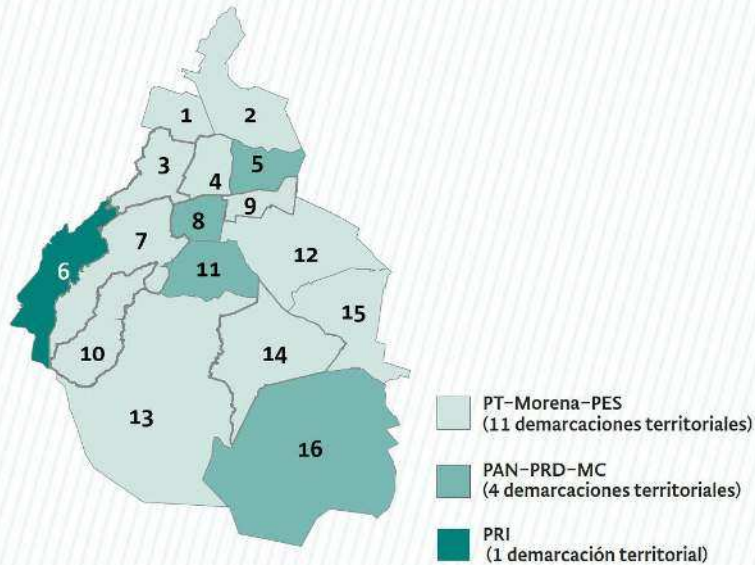 1
2
3
4
5
6
7
8
9
10
11
12
13
14
15
16
PT–Morena–PES
(11 demarcaciones territoriales)
PAN–PRD–MC
(4 demarcaciones territoriales)
PRI
(1 demarcación territorial)